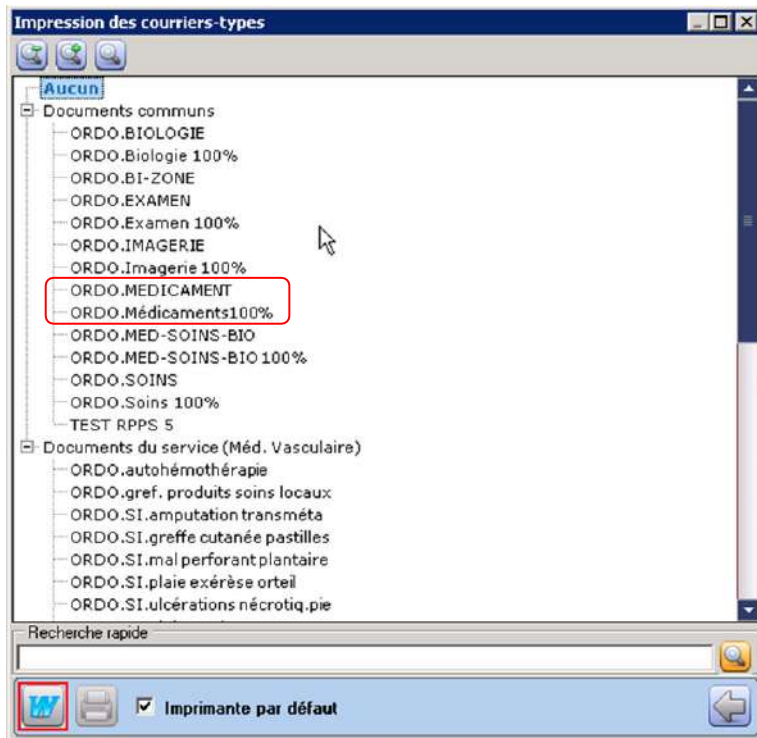 Impression des courriers-types
Aucun
Documents communs
ORDO.BIOLOGIE
ORDO.Biologie 100%
ORDO.BI-ZONE
ORDO.EXAMEN
ORDO.Examen 100%
ORDO.IMAGERIE
ORDO.Imagerie 100%
ORDO.MEDICAMENT
ORDO.Médicaments100%
ORDO.MED-SOINS-BIO
ORDO.MED-SOINS-BIO 100%
ORDO.SOINS
ORDO.Soins 100%
TEST RPPS 5
Documents du service (Méd. Vasculaire)
ORDO.autohémothérapie
ORDO.gref. produits soins locaux
ORDO.SI.amputation transméta
ORDO.SI.greffe cutanée pastilles
ORDO.SI.mal perforant plantaire
ORDO.SI.plaie exérèse orteil
ORDO.SI.ulcérations nécrotiq.pie
Recherche rapide
W Imprimante par défaut